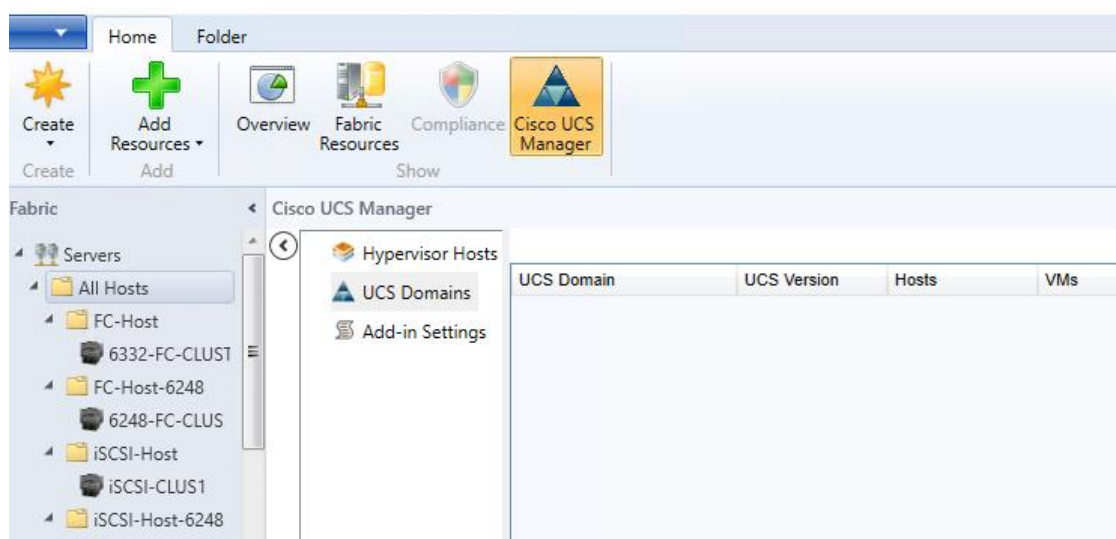 Home Folder
Create Add Resources Overview Fabric Resources Compliance Cisco UCS Manager
Create Add Show
Fabric
Cisco UCS Manager
Servers
All Hosts
FC-Host
6332-FC-CLUST
FC-Host-6248
6248-FC-CLUS
iSCSI-Host
iSCSI-CLUS1
iSCSI-Host-6248
Hypervisor Hosts
UCS Domains
Add-in Settings
UCS Domain UCS Version Hosts VMs